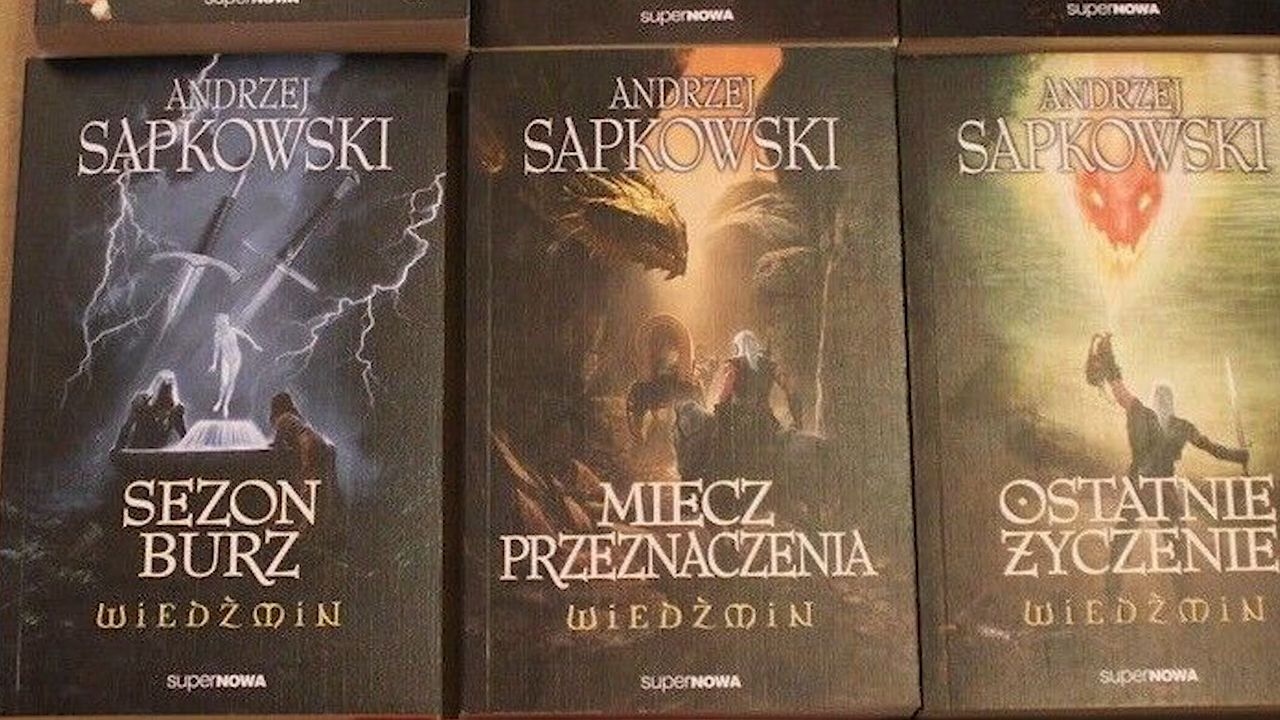 superNOWA
superNOWA
superNOWA
ANDRZEJ
SAPKOWSKI
SEZON
BURZ
WIEDŹMIN
superNOWA
ANDRZEJ
SAPKOWSKI
MIECZ
PRZEZNACZENIA
WIEDŹMIN
superNOWA
ANDRZEJ
SAPKOWSKI
OSTATNIE
ŻYCZENIE
WIEDŹMIN
superNOWA